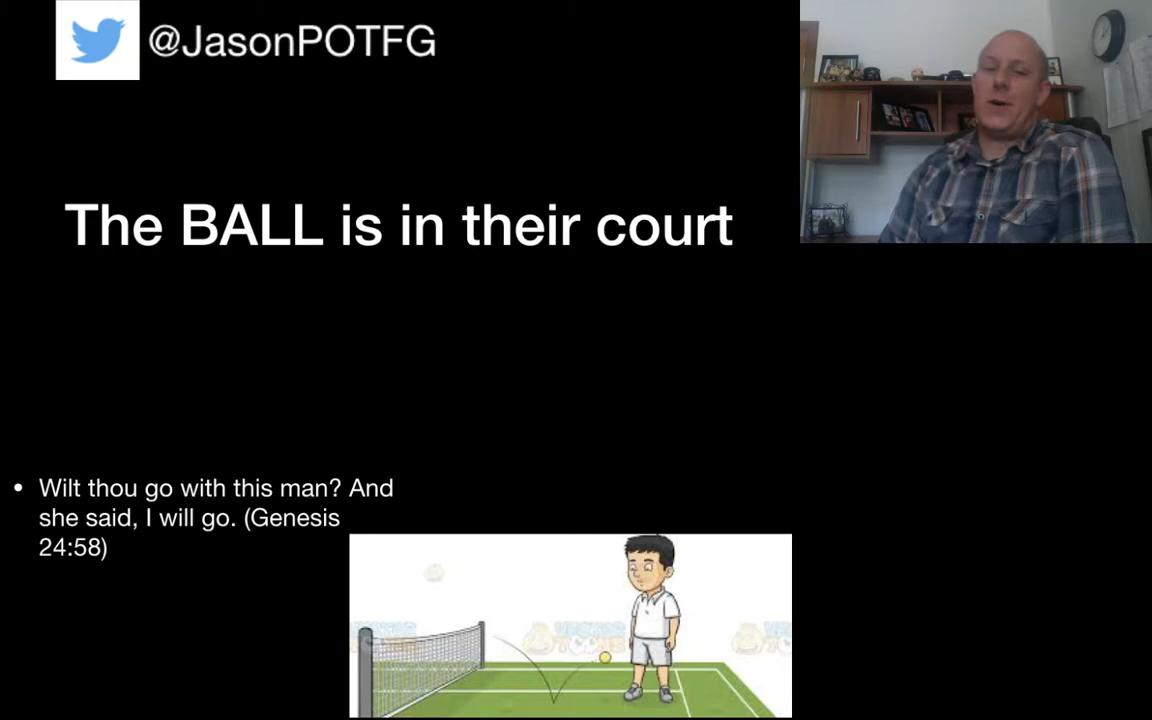 @JasonPOTFG
The BALL is in their court
• Wilt thou go with this man? And
she said, I will go. (Genesis
24:58)